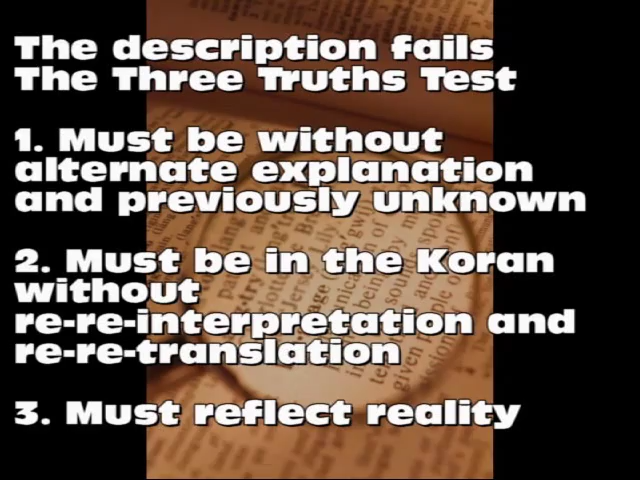 The description fails
The Three Truths Test
1. Must be without
alternate explanation
and previously unknown
2. Must be in the Koran
without
re-re-interpretation and
re-re-translation
3. Must reflect reality